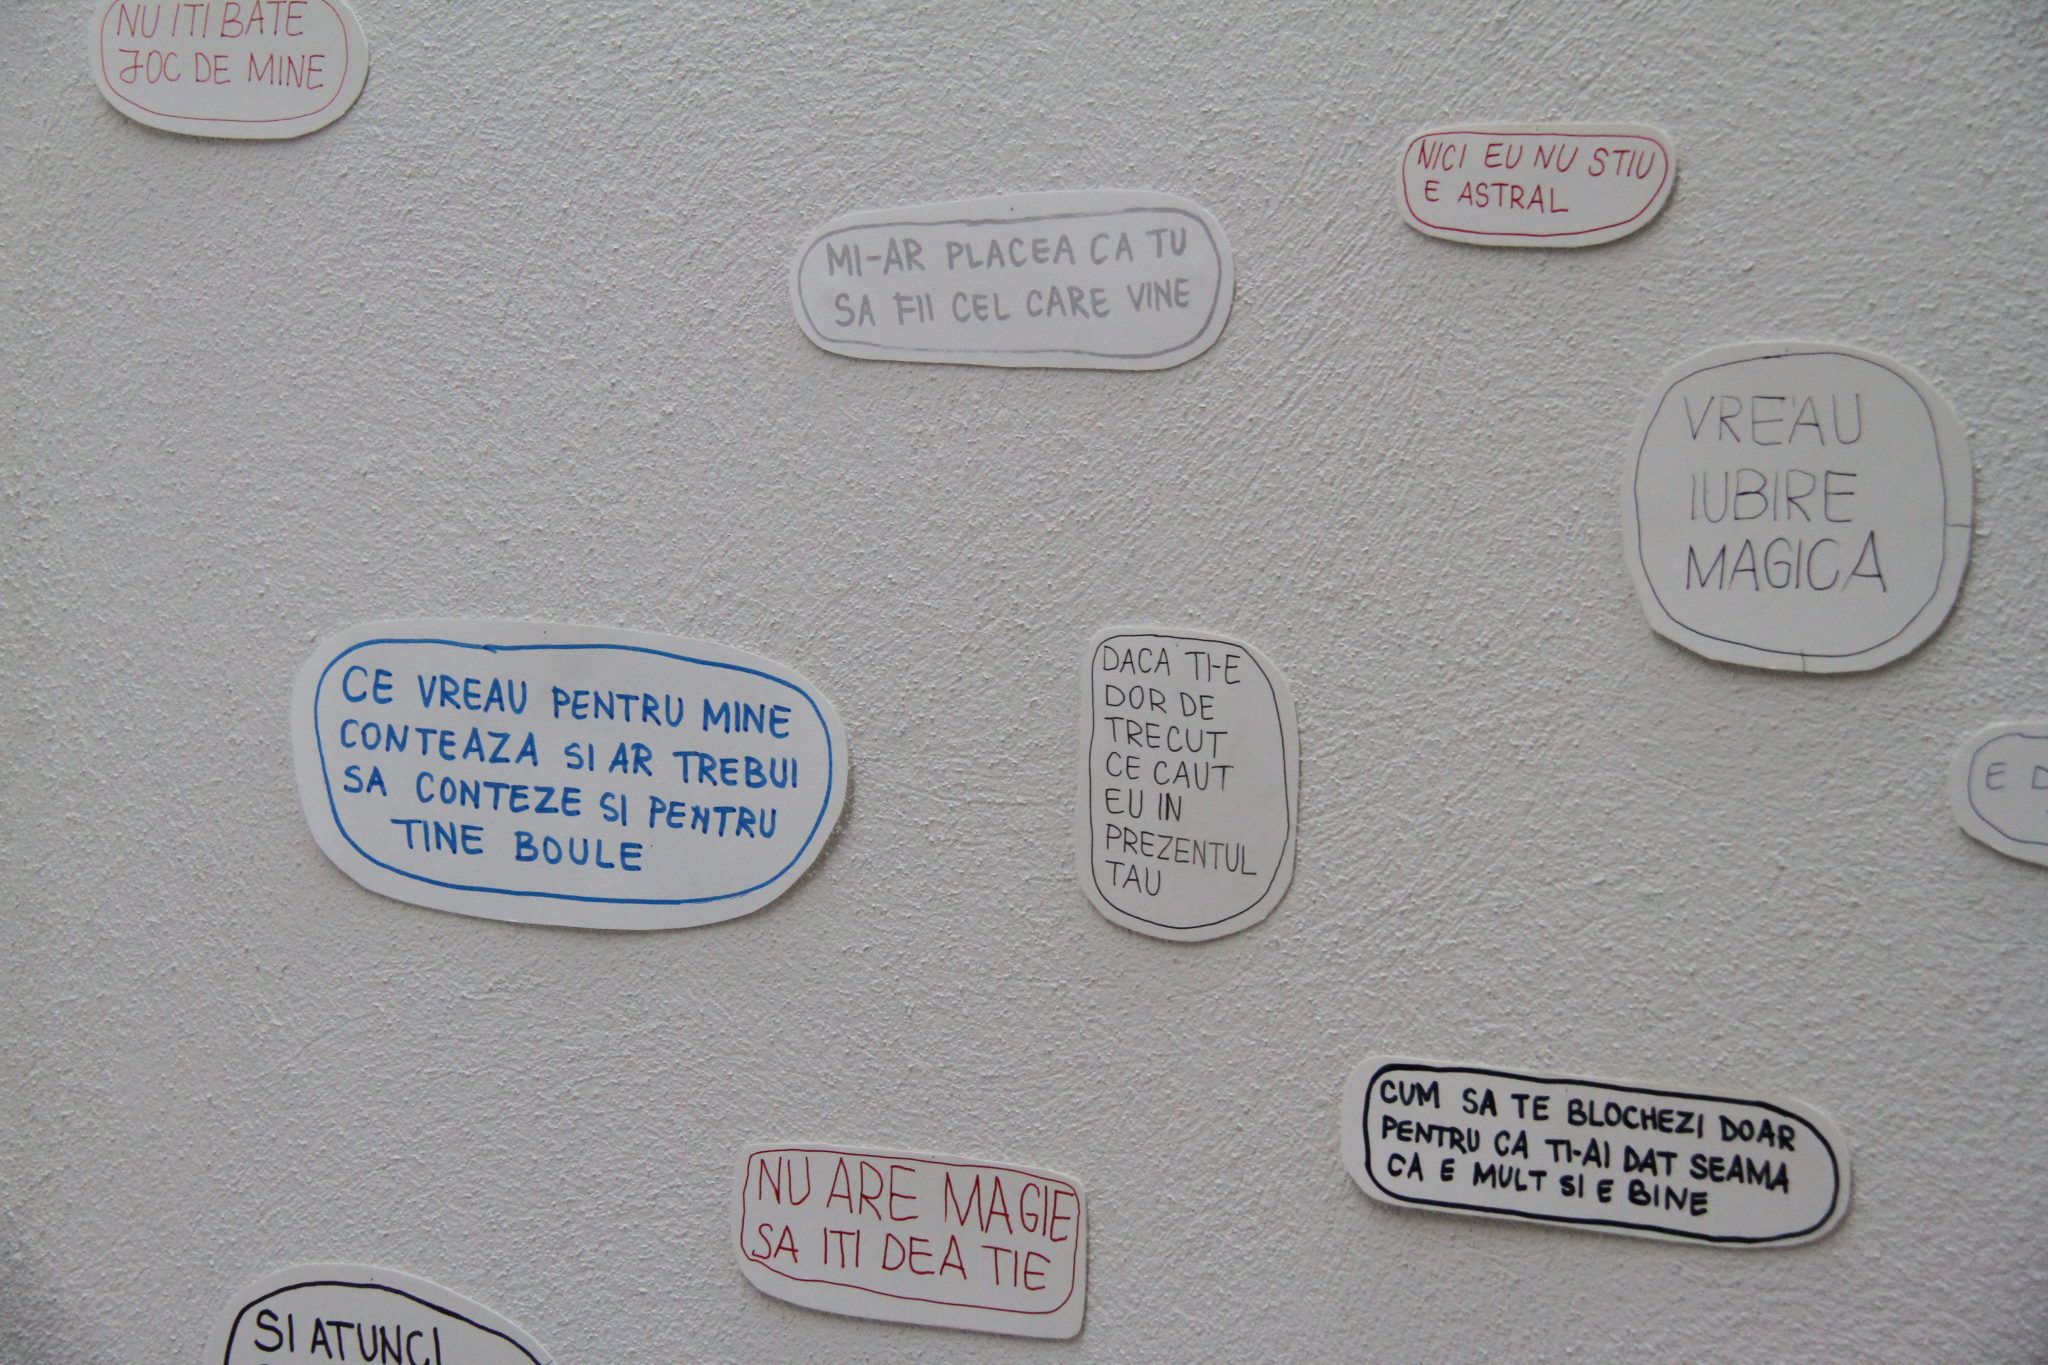 NU ITI BATE
JOC DE MINE
NICI EU NU STIU
E ASTRAL
MI-AR PLACEA CA TU
SA FII CEL CARE VINE
VREAU
IUBIRE
MAGICA
CE VREAU PENTRU MINE
CONTEAZA SI AR TREBUI
SA CONTEZE SI PENTRU
TINE BOULE
DACA TI-E
DOR DE
TRECUT
CE CAUT
EU IN
PREZENTUL
TAU
E
CUM SA TE BLOCHEZI DOAR
PENTRU CA TI-AI DAT SEAMA
CA E MULT SI E BINE
NU ARE MAGIE
SA ITI DEA TIE
SI ATUNCI